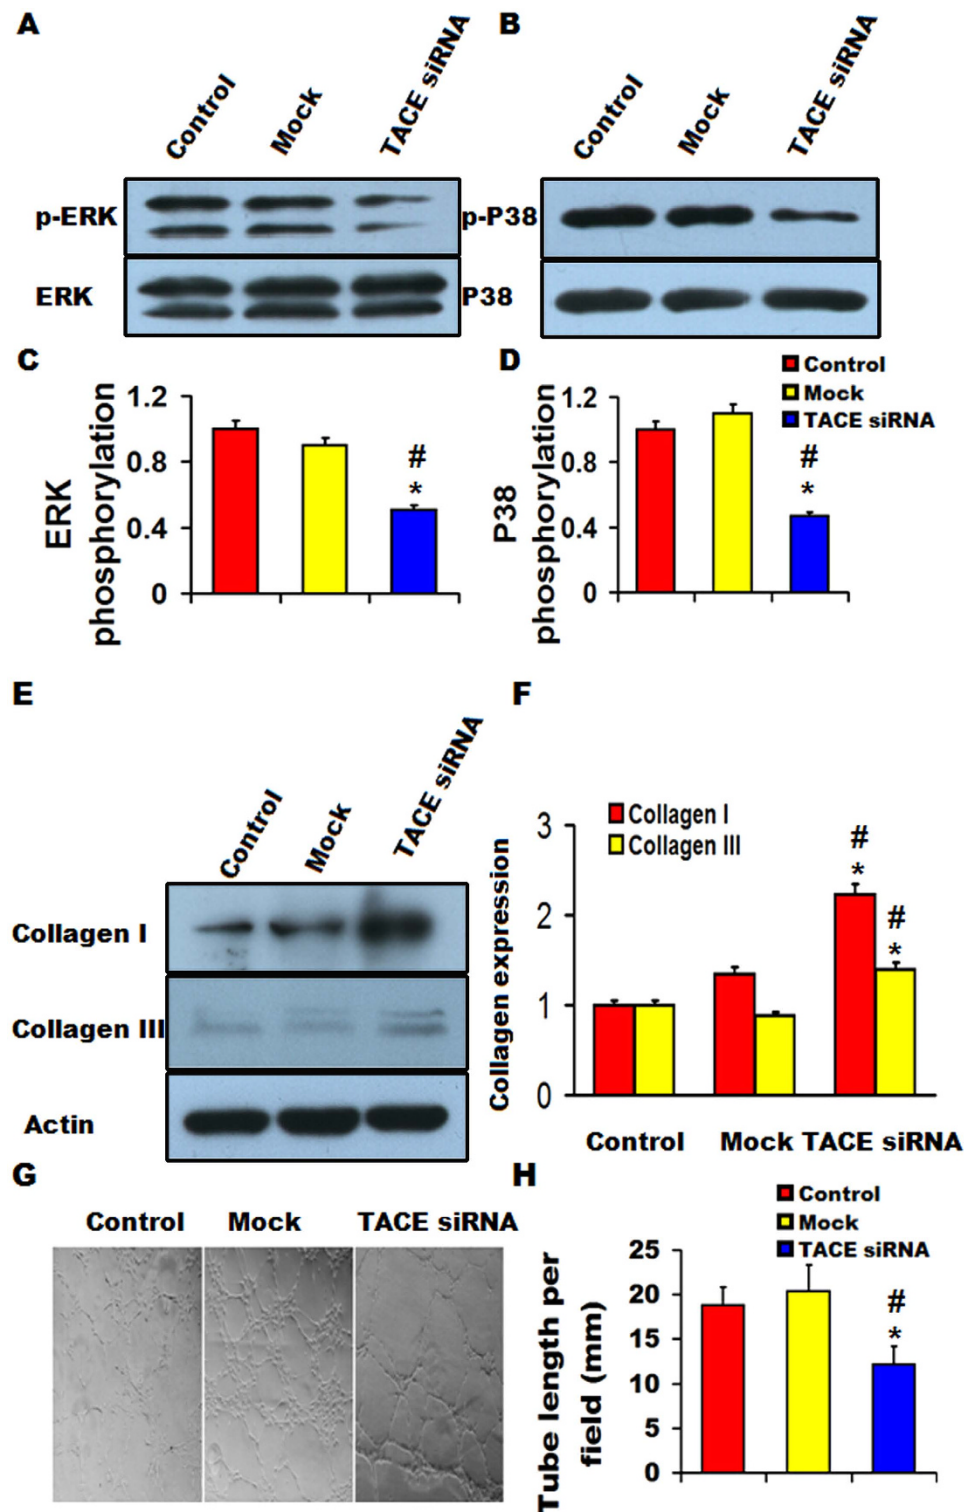 A
Control
Mock
TACE siRNA
p-ERK
ERK
B
Control
Mock
TACE siRNA
p-P38
P38
C
ERK
phosphorylation
1.2
0.8
0.4
0
#
*
D
P38
phosphorylation
1.2
0.8
0.4
0
#
*
Control
Mock
TACE siRNA
E
Control
Mock
TACE siRNA
Collagen I
Collagen III
Actin
F
Collagen expression
3
2
1
0
Collagen I
Collagen III
#
*
#
*
Control Mock TACE siRNA
G
Control Mock TACE siRNA
H
Control
Mock
TACE siRNA
Tube length per
field (mm)
25
20
15
10
5
0
#
*